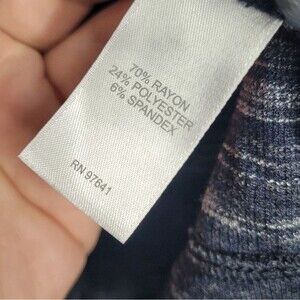 70% RAYON
24% POLYESTER
6% SPANDEX
RN 97641